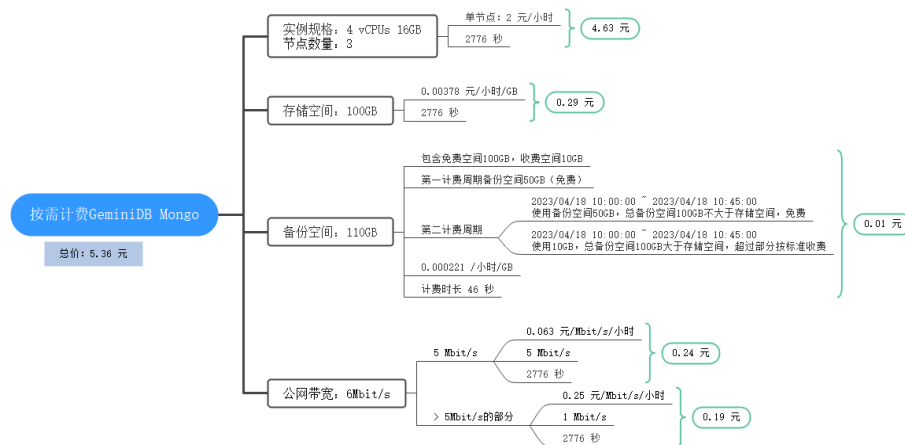 按需计费GeminiDB Mongo
总价：5.36 元
实例规格：4 vCPUs 16GB
节点数量：3
单节点：2 元/小时
2776 秒
4.63 元
存储空间：100GB
0.00378 元/小时/GB
2776 秒
0.29 元
备份空间：110GB
包含免费空间100GB，收费空间10GB
第一计费周期备份空间50GB（免费）
第二计费周期
2023/04/18 10:00:00 ~ 2023/04/18 10:45:00
使用备份空间50GB，总备份空间100GB不大于存储空间，免费
2023/04/18 10:00:00 ~ 2023/04/18 10:45:00
使用10GB，总备份空间100GB大于存储空间，超过部分按标准收费
0.000221 /小时/GB
计费时长 46 秒
0.01 元
公网带宽：6Mbit/s
5 Mbit/s
0.063 元/Mbit/s/小时
5 Mbit/s
2776 秒
0.24 元
> 5Mbit/s的部分
0.25 元/Mbit/s/小时
1 Mbit/s
2776 秒
0.19 元